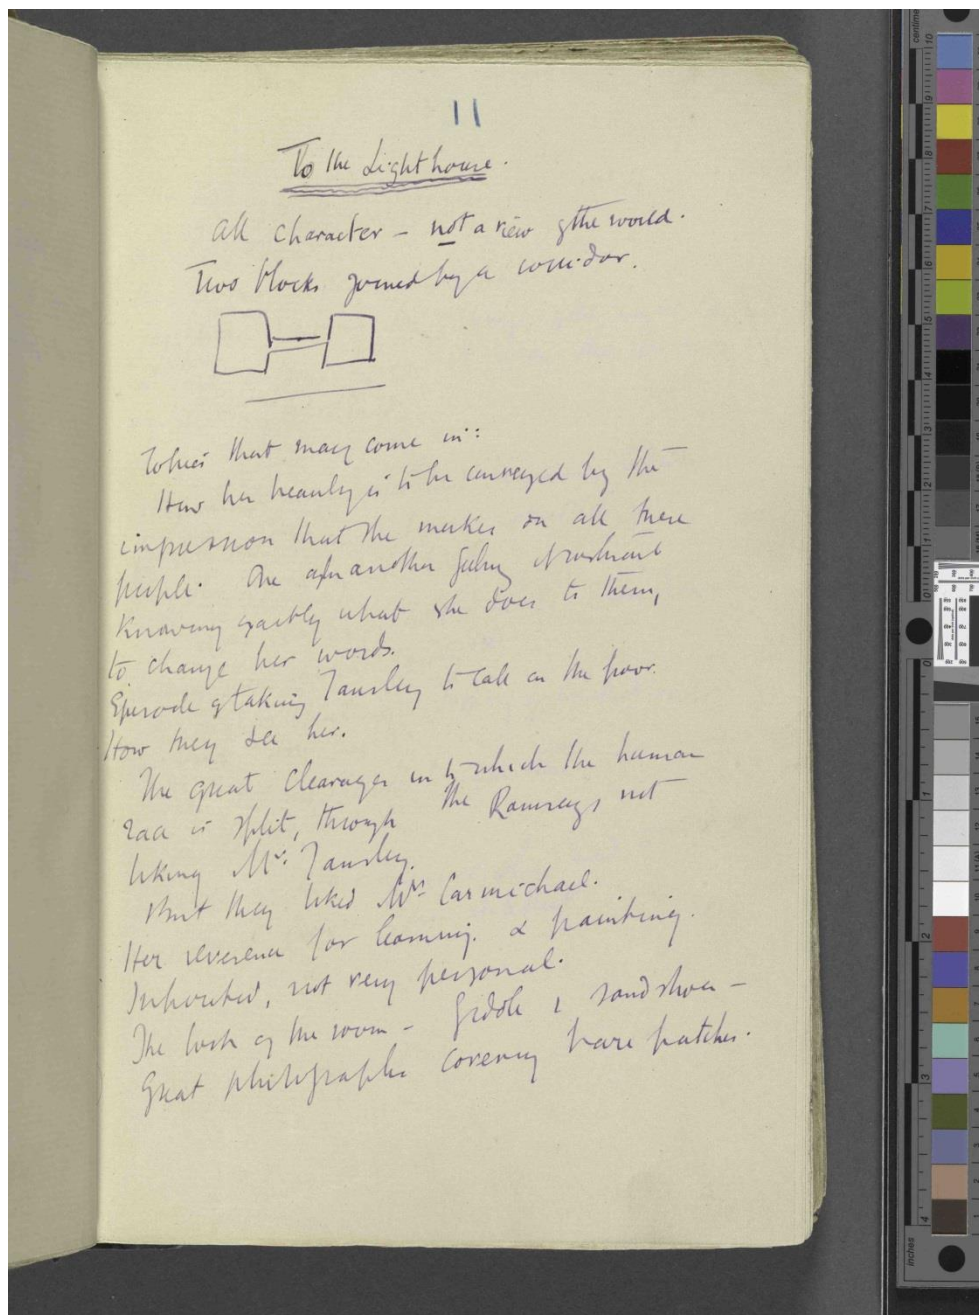 11
To the Lighthouse.
All character - not a view of the world.
Two blocks joined by a corridor.
Topics that may come in:
How her beauty is to be conveyed by the
impression that she makes on all these
people. One after another feeling it without
knowing exactly what she does to them,
to change her words.
Episode of taking Tansley to call on the poor.
How they see her.
The great cleavages into which the human
race is split, through the Ramsays not
liking Mr. Tansley.
But they liked Mr Carmichael.
Her reverence for learning & painting.
Inhibited, not very personal.
The look of the room - fiddle & sandshoes -
Great photographs covering bare patches.
centime
inches